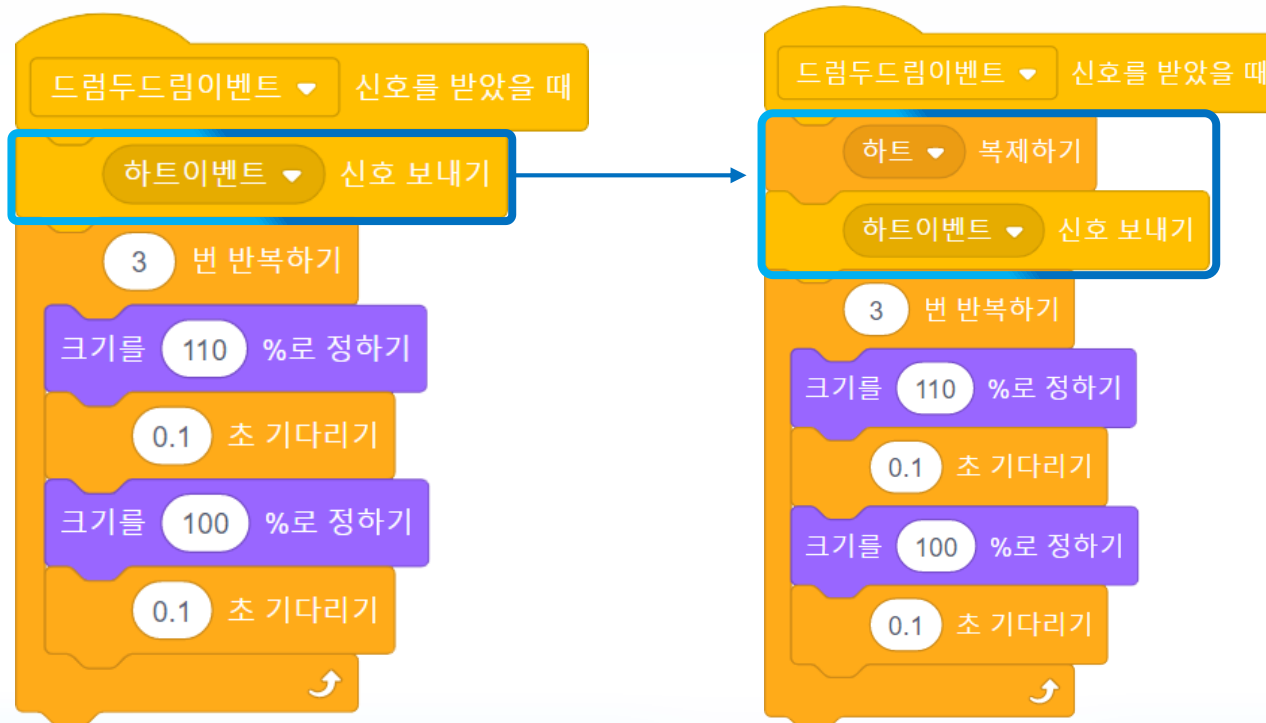 드럼두드림이벤트 신호를 받았을 때
하트이벤트 신호 보내기
3 번 반복하기
크기를 110 %로 정하기
0.1 초 기다리기
크기를 100 %로 정하기
0.1 초 기다리기
드럼두드림이벤트 신호를 받았을 때
하트 복제하기
하트이벤트 신호 보내기
3 번 반복하기
크기를 110 %로 정하기
0.1 초 기다리기
크기를 100 %로 정하기
0.1 초 기다리기